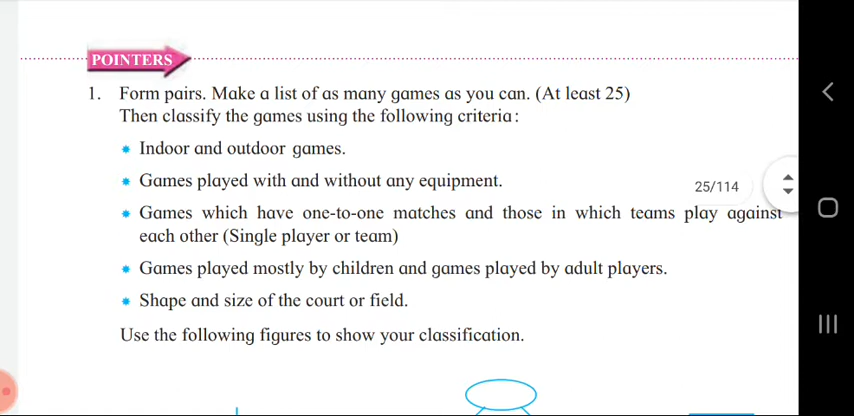 POINTERS
1. Form pairs. Make a list of as many games as you can. (At least 25)
Then classify the games using the following criteria:
* Indoor and outdoor games.
* Games played with and without any equipment.
25/114
* Games which have one-to-one matches and those in which teams play against
each other (Single player or team)
* Games played mostly by children and games played by adult players.
* Shape and size of the court or field.
Use the following figures to show your classification.